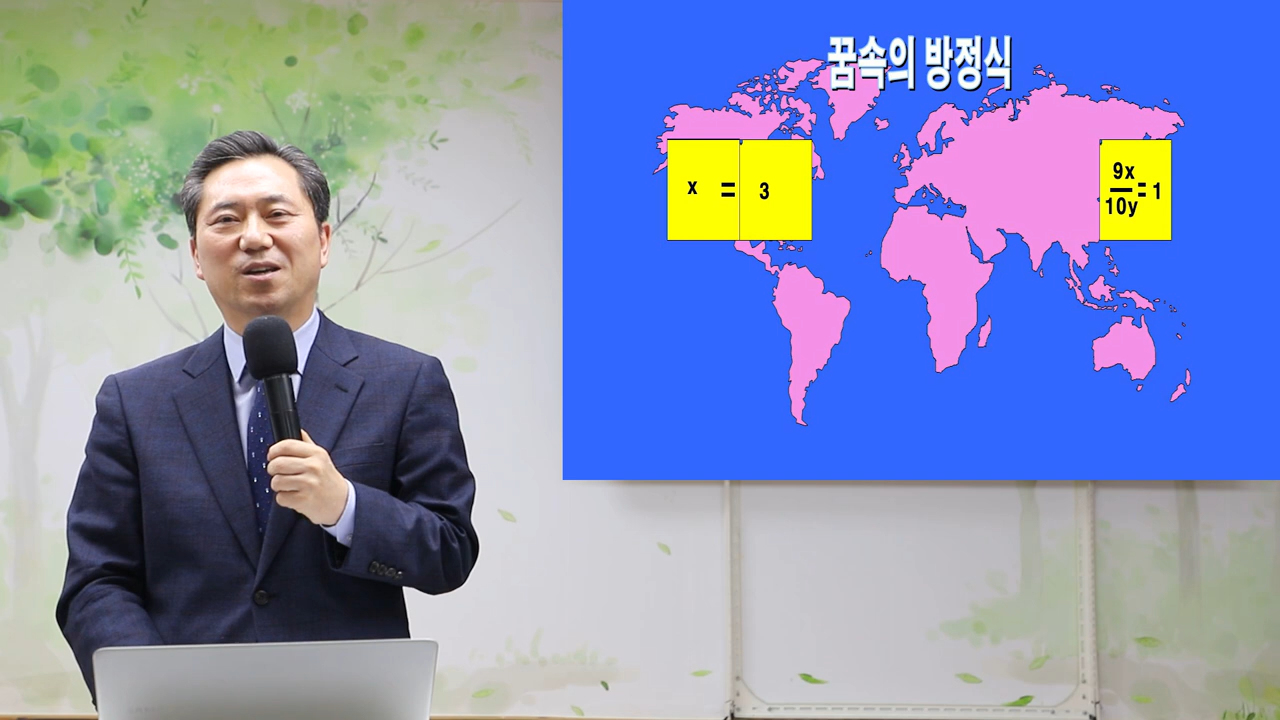 꿈속의 방정식
x = 3
9x
10y
= 1